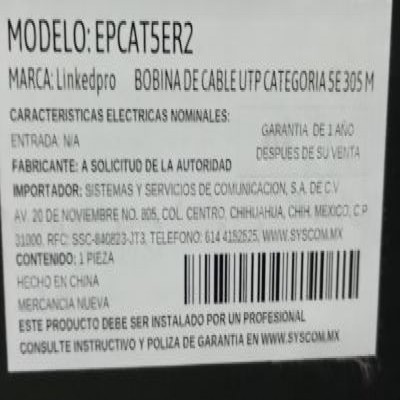 MODELO: EPCAT5ER2
MARCA: Linkedpro BOBINA DE CABLE UTP CATEGORIA 5E 305 M
CARACTERISTICAS ELECTRICAS NOMINALES:
ENTRADA: N/A
GARANTIA DE 1 AÑO
DESPUES DE SU VENTA
FABRICANTE: A SOLICITUD DE LA AUTORIDAD
IMPORTADOR: SISTEMAS Y SERVICIOS DE COMUNICACION, S.A. DE C.V
AV. 20 DE NOVIEMBRE NO. 805, COL. CENTRO, CHIHUAHUA, CHIH, MEXICO, C.P
31000, RFC: SSC-840823-JT3, TELEFONO: 614 4152525, WWW.SYSCOM.MX
CONTENIDO: 1 PIEZA
HECHO EN CHINA
MERCANCIA NUEVA
ESTE PRODUCTO DEBE SER INSTALADO POR UN PROFESIONAL
CONSULTE INSTRUCTIVO Y POLIZA DE GARANTIA EN WWW.SYSCOM.MX